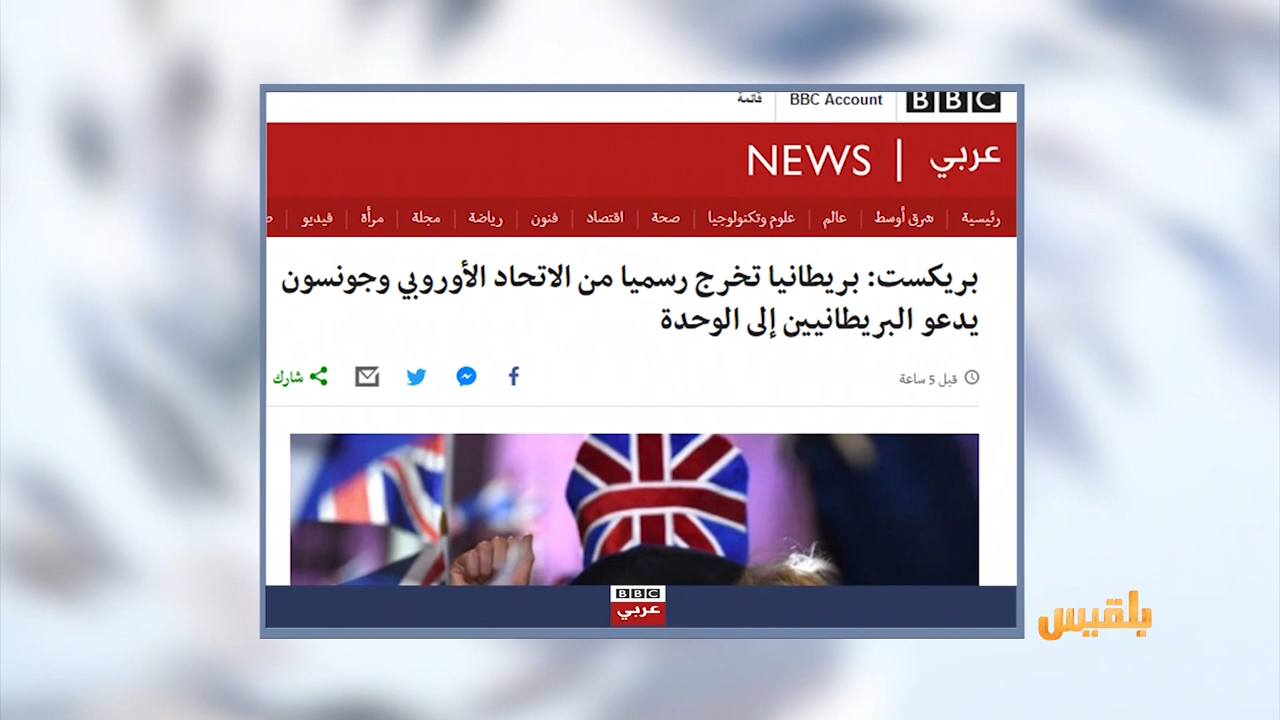 BBC
BBC Account
قائمة
عربي | NEWS
رئيسية | شرق أوسط | عالم | علوم وتكنولوجيا | صحة | اقتصاد | فنون | رياضة | مجلة | مرأة | فيديو
بريكست: بريطانيا تخرج رسميا من الاتحاد الأوروبي وجونسون
يدعو البريطانيين إلى الوحدة
قبل 5 ساعة
شارك
BBC
عربي
بلقيس